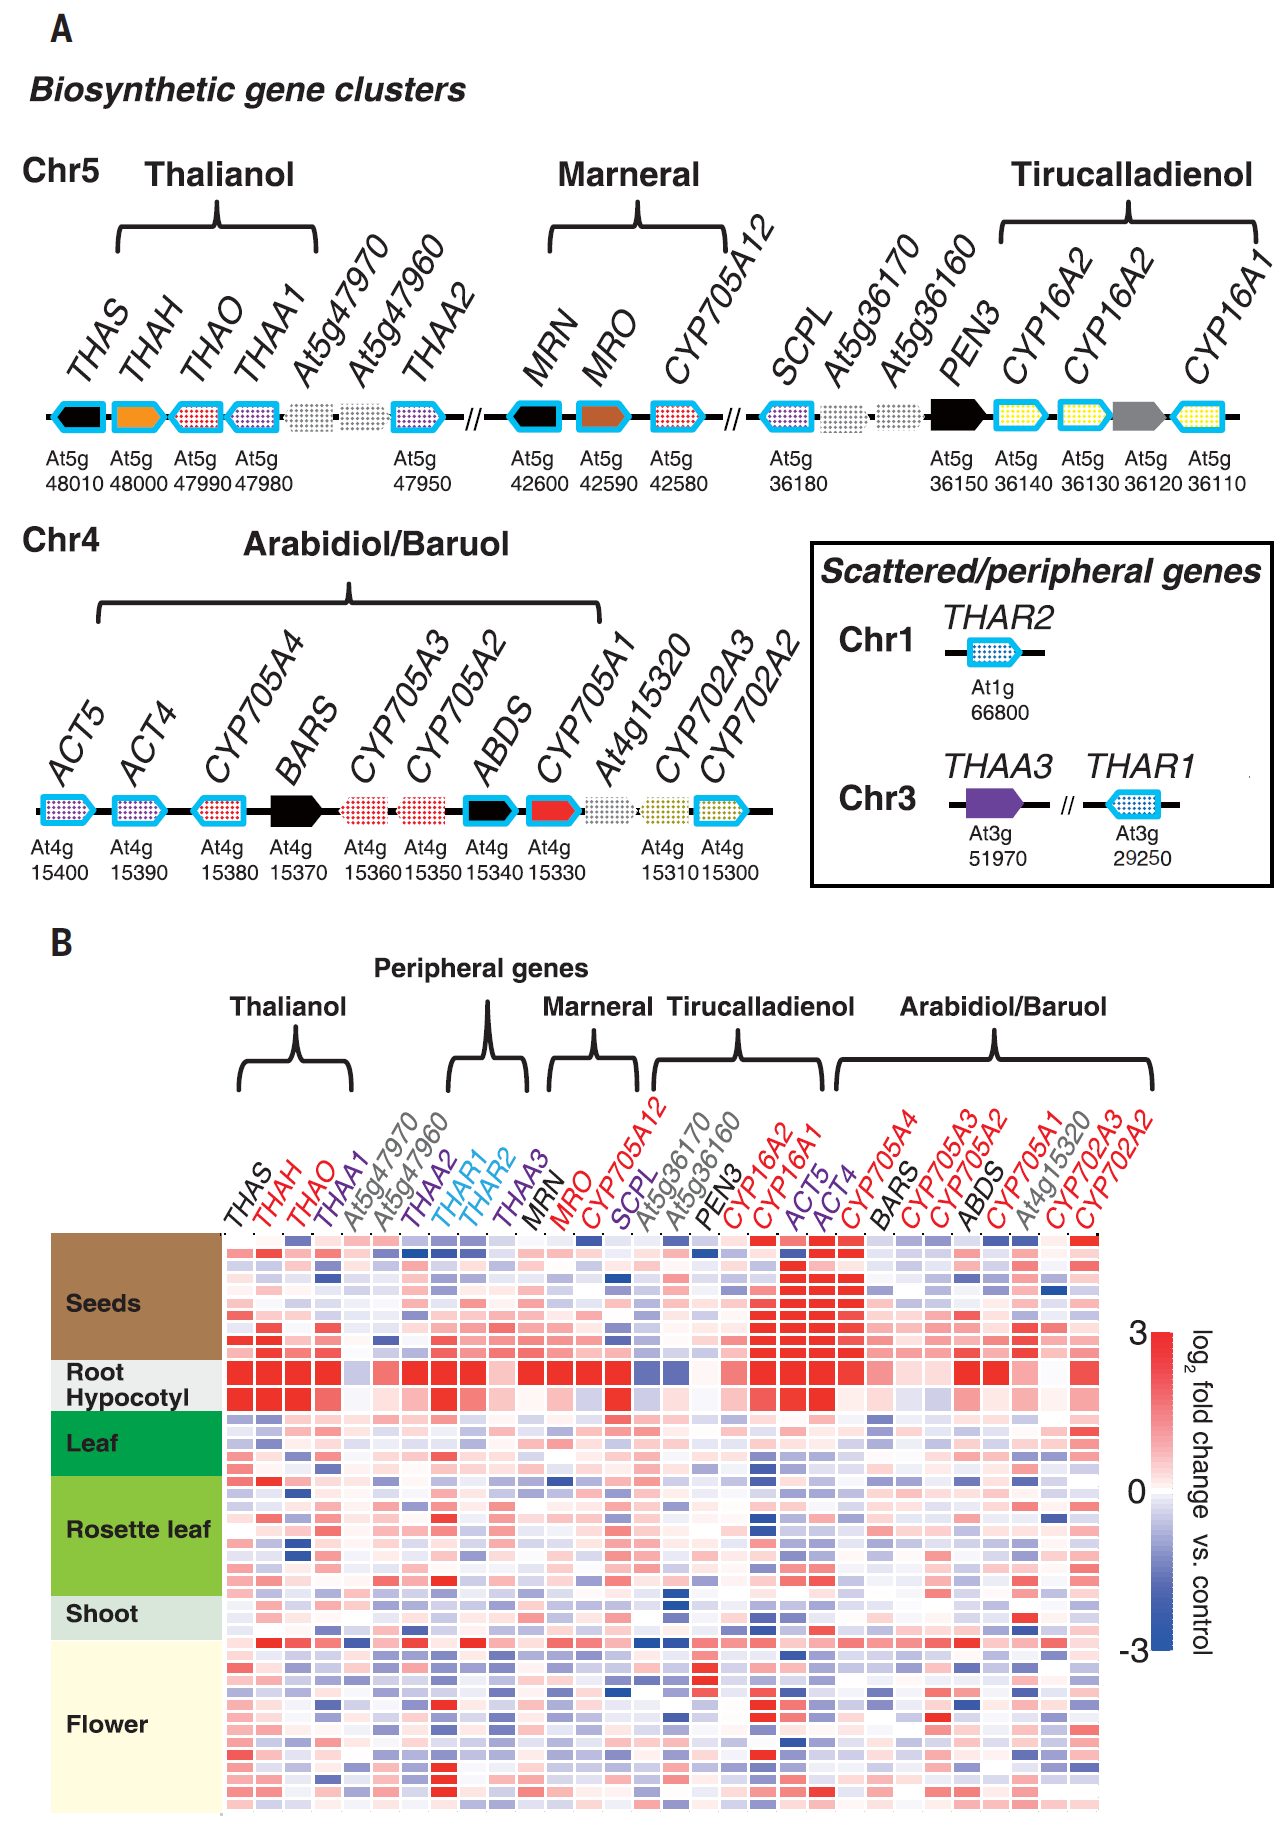 A
Biosynthetic gene clusters
Chr5
Thalianol
Marneral
Tirucalladienol
THAS
THAH
THAO
THAA1
At5g47970
At5g47960
THAA2
MRN
MRO
CYP705A12
SCPL
At5g36170
At5g36160
PEN3
CYP16A2
CYP16A2
CYP16A1
//
//
At5g At5g At5g At5g At5g At5g At5g At5g At5g At5g At5g At5g At5g At5g
48010 48000 47990 47980 47950 42600 42590 42580 36180 36150 36140 36130 36120 36110
Chr4
Arabidiol/Baruol
ACT5
ACT4
CYP705A4
BARS
CYP705A3
CYP705A2
ABDS
CYP705A1
At4g15320
CYP702A3
CYP702A2
At4g At4g At4g At4g At4g At4g At4g At4g At4g At4g
15400 15390 15380 15370 15360 15350 15340 15330 15310 15300
Scattered/peripheral genes
THAR2
Chr1
At1g
66800
THAA3 THAR1
Chr3
//
At3g At3g
51970 29250
B
Peripheral genes
Thalianol
Marneral
Tirucalladienol
Arabidiol/Baruol
THAS
THAH
THAO
THAA1
At5g47970
At5g47960
THAA2
THAR1
THAR2
THAA3
MRN
MRO
CYP705A12
SCPL
At5g36170
At5g36160
PEN3
CYP16A2
CYP16A1
ACT5
ACT4
CYP705A4
BARS
CYP705A3
CYP705A2
ABDS
CYP705A1
At4g15320
CYP702A3
CYP702A2
Seeds
Root
Hypocotyl
Leaf
Rosette leaf
Shoot
Flower
3
0
-3
log2 fold change vs. control